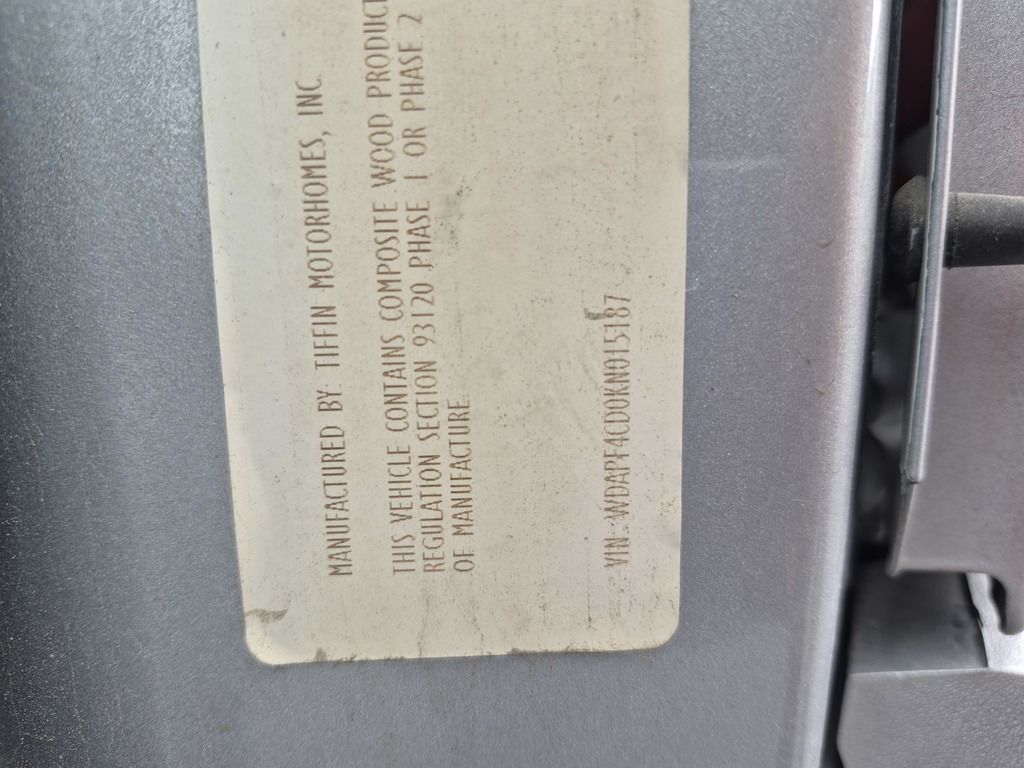 MANUFACTURED BY TIFFIN MOTORHOMES, INC
THIS VEHICLE CONTAINS COMPOSITE WOOD PRODUCT
REGULATION SECTION 93120 PHASE 1 OR PHASE 2
OF MANUFACTURE.
VIN: WDAPF4CD0KN015187